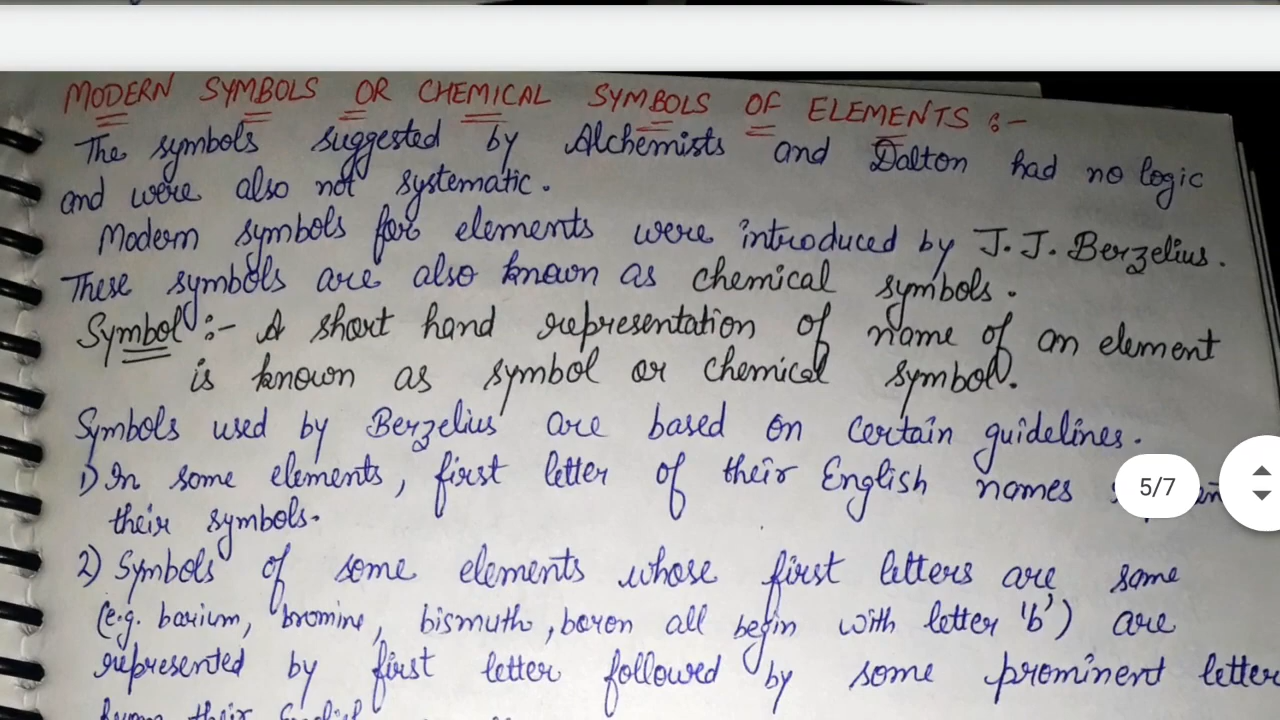 MODERN SYMBOLS OR CHEMICAL SYMBOLS OF ELEMENTS :-
The symbols suggested by Alchemists and Dalton had no logic
and were also not systematic.
Modern symbols for elements were introduced by J. J. Berzelius.
These symbols are also known as chemical symbols.
Symbol :- A short hand representation of name of an element
is known as symbol or chemical symbol.
Symbols used by Berzelius are based on certain guidelines.
1) In some elements, first letter of their English names
5/7
their symbols.
2) Symbols of some elements whose first letters are same
(e.g. barium, bromine, bismuth, boron all begin with letter 'b') are
represented by first letter followed by some prominent letter
from their English